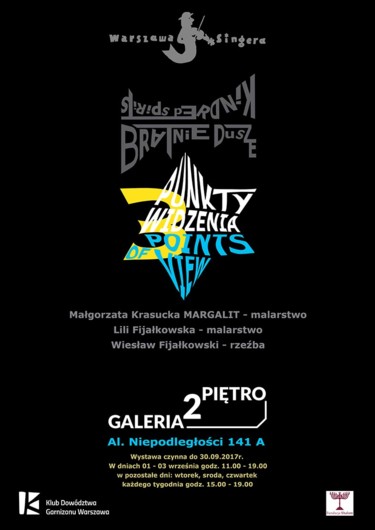 Warszawa Singera
KINDRED SPIRITS
BRATNIE DUSZE
3 PUNKTY
WIDZENIA
POINTS
OF VIEW
Małgorzata Krasucka MARGALIT - malarstwo
Lili Fijałkowska - malarstwo
Wiesław Fijałkowski - rzeźba
GALERIA 2 PIĘTRO
Al. Niepodległości 141 A
Wystawa czynna do 30.09.2017r.
W dniach 01 - 03 września godz. 11.00 - 19.00
w pozostałe dni: wtorek, sroda, czwartek
każdego tygodnia godz. 15.00 - 19.00
Klub Dowództwa
Garnizonu Warszawa